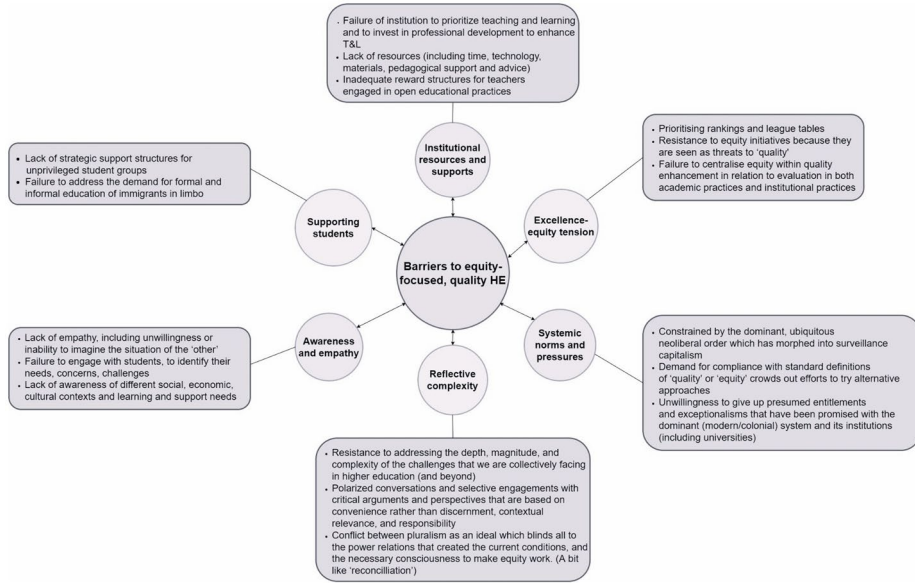 • Failure of institution to prioritize teaching and learning
and to invest in professional development to enhance
T&L
• Lack of resources (including time, technology,
materials, pedagogical support and advice)
• Inadequate reward structures for teachers
engaged in open educational practices
Institutional
resources and
supports
• Prioritising rankings and league tables
• Resistance to equity initiatives because they
are seen as threats to ‘quality'
• Failure to centralise equity within quality
enhancement in relation to evaluation in both
academic practices and institutional practices
Excellence-
equity tension
• Lack of strategic support structures for
unprivileged student groups
• Failure to address the demand for formal and
informal education of immigrants in limbo
Supporting
students
Barriers to equity-
focused, quality HE
• Lack of empathy, including unwillingness or
inability to imagine the situation of the ‘other’
• Failure to engage with students, to identify their
needs, concerns, challenges
• Lack of awareness of different social, economic,
cultural contexts and learning and support needs
Awareness
and empathy
Reflective
complexity
Systemic
norms and
pressures
• Constrained by the dominant, ubiquitous
neoliberal order which has morphed into surveillance
capitalism
• Demand for compliance with standard definitions
of ‘quality’ or ‘equity’ crowds out efforts to try alternative
approaches
• Unwillingness to give up presumed entitlements
and exceptionalisms that have been promised with the
dominant (modern/colonial) system and its institutions
(including universities)
• Resistance to addressing the depth, magnitude, and
complexity of the challenges that we are collectively facing
in higher education (and beyond)
• Polarized conversations and selective engagements with
critical arguments and perspectives that are based on
convenience rather than discernment, contextual
relevance, and responsibility
• Conflict between pluralism as an ideal which blinds all to
the power relations that created the current conditions, and
the necessary consciousness to make equity work. (A bit
like ‘reconcilliation’)